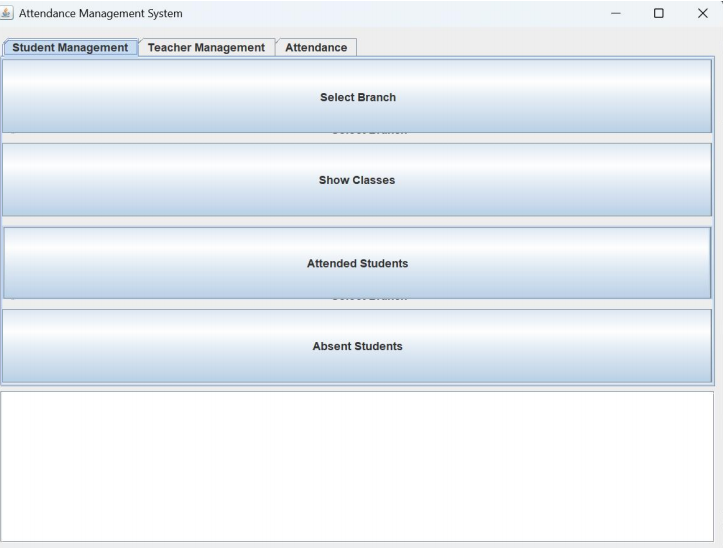 Attendance Management System
Student Management Teacher Management Attendance
Select Branch
Show Classes
Attended Students
Absent Students